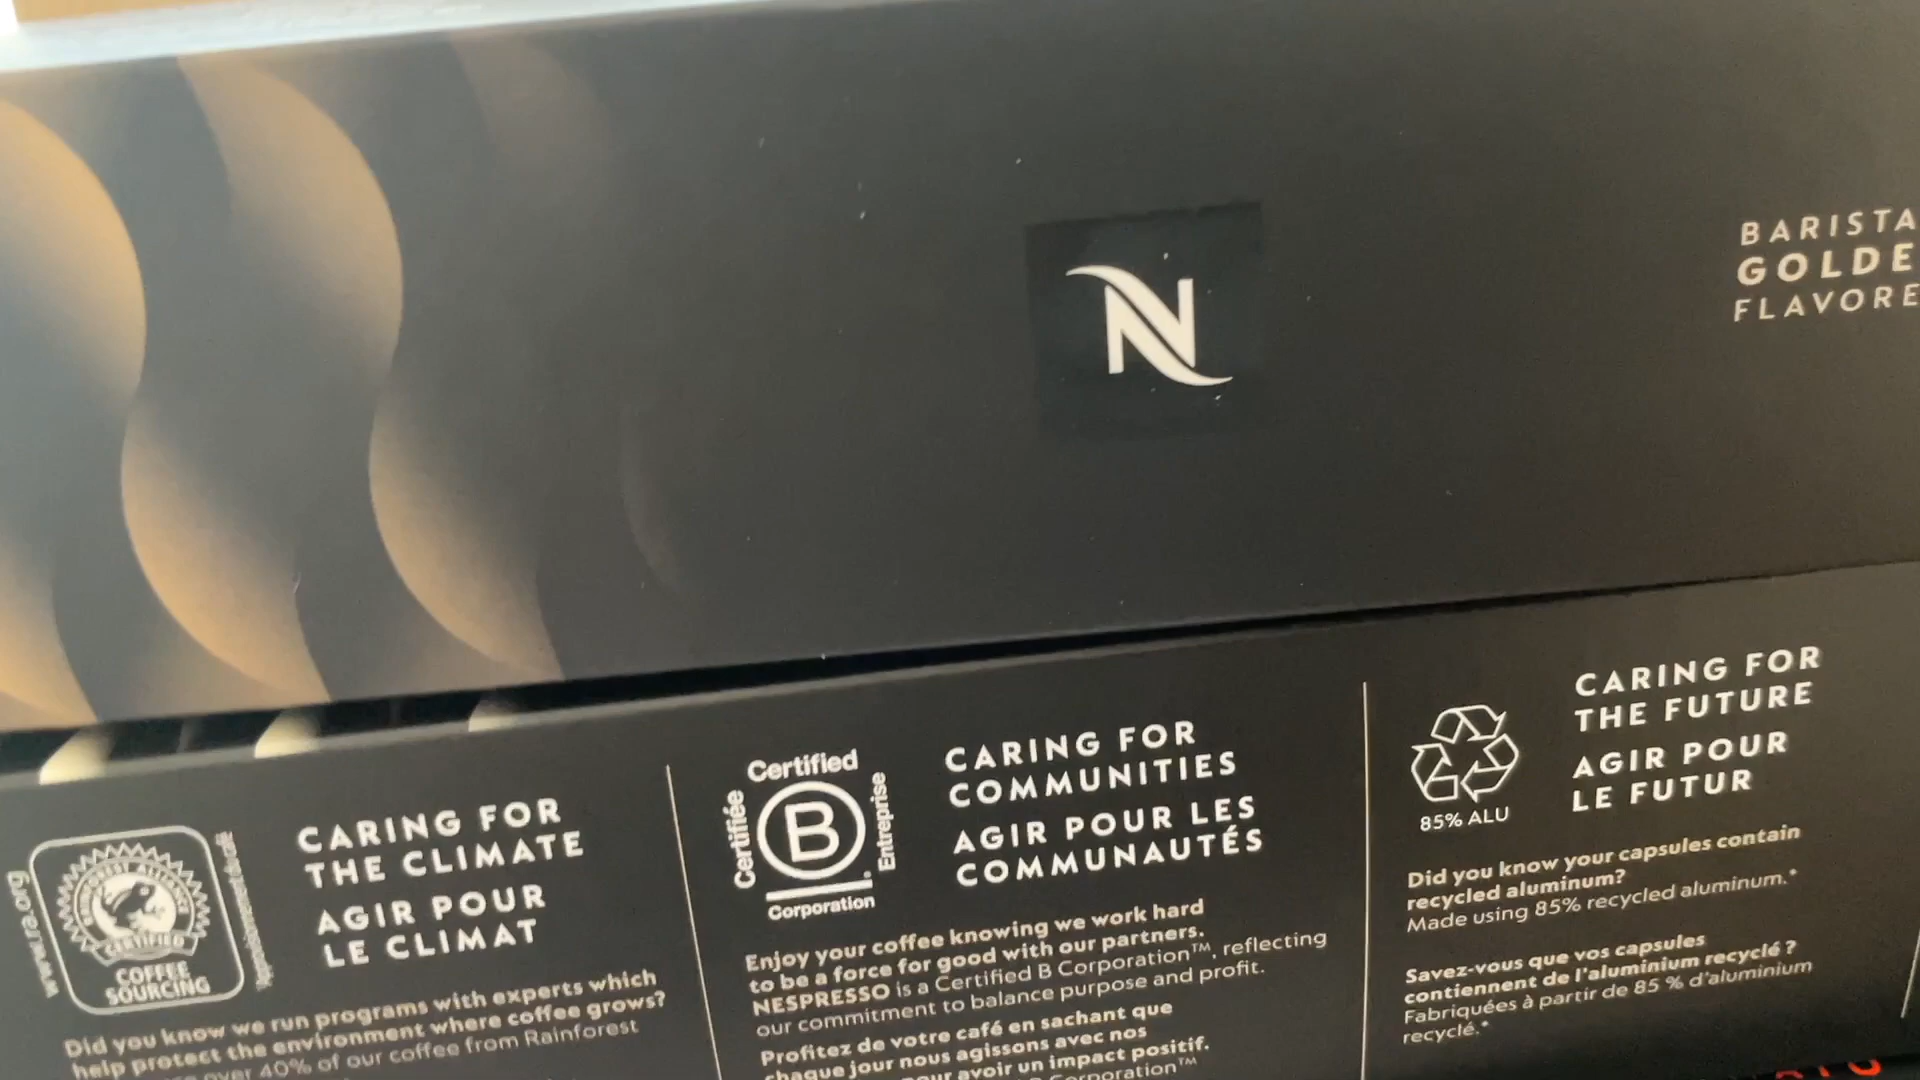 BARISTA
GOLDE
FLAVORE
N
www.ra.org
RAINFOREST ALLIANCE
CERTIFIED
COFFEE
SOURCING
CARING FOR
THE CLIMATE
AGIR POUR
LE CLIMAT
Did you know we run programs with experts which
help protect the environment where coffee grows?
over 40% of our coffee from Rainforest
Certified
Certifiée
B
Entreprise
Corporation
CARING FOR
COMMUNITIES
AGIR POUR LES
COMMUNAUTÉS
Enjoy your coffee knowing we work hard
to be a force for good with our partners.
NESPRESSO is a Certified B Corporation™, reflecting
our commitment to balance purpose and profit.
Profitez de votre café en sachant que
chaque jour nous agissons avec nos
pour avoir un impact positif.
Corporation™
85% ALU
CARING FOR
THE FUTURE
AGIR POUR
LE FUTUR
Did you know your capsules contain
recycled aluminum?
Made using 85% recycled aluminum.*
Savez-vous que vos capsules
contiennent de l'aluminium recyclé ?
Fabriquées à partir de 85 % d'aluminium
recyclé.*